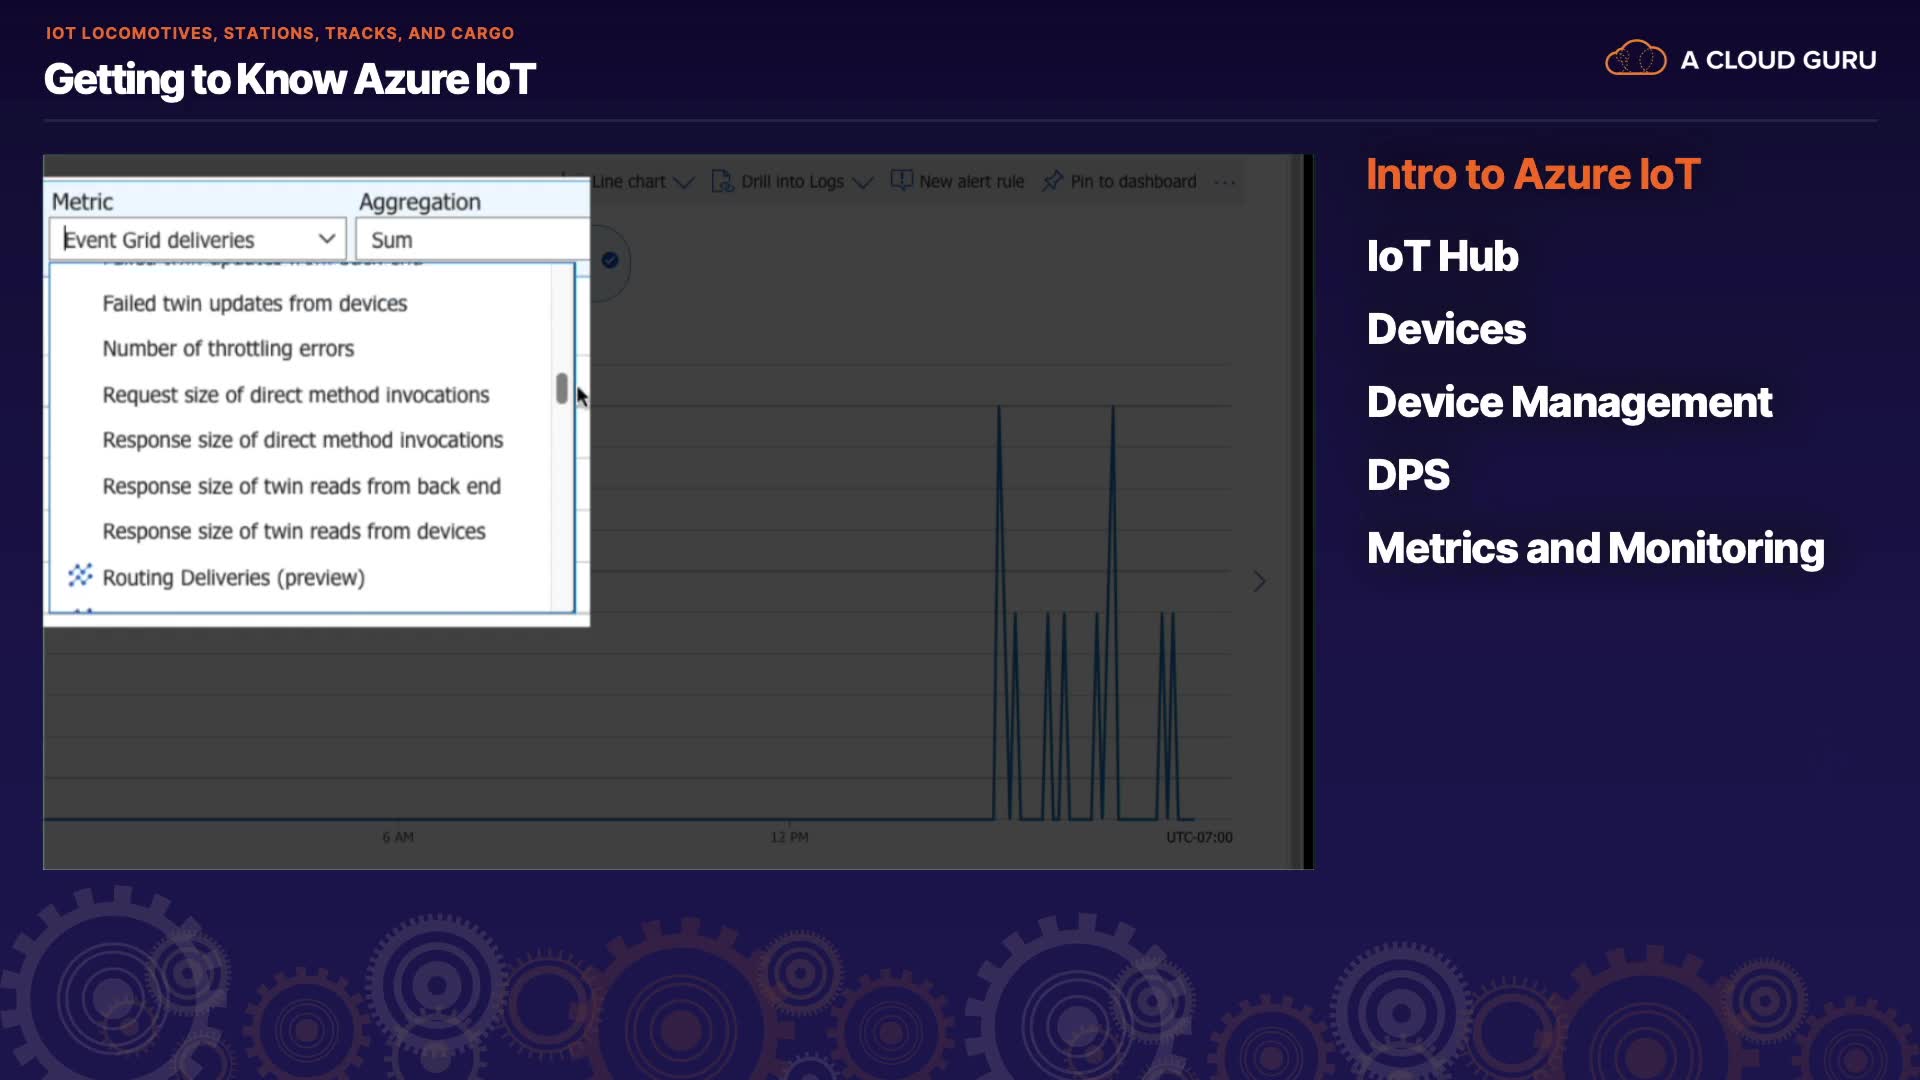 IOT LOCOMOTIVES, STATIONS, TRACKS, AND CARGO
Getting to Know Azure IoT
A CLOUD GURU
Line chart
Drill into Logs
New alert rule
Pin to dashboard
Metric
Aggregation
Event Grid deliveries
Sum
Failed twin updates from devices
Number of throttling errors
Request size of direct method invocations
Response size of direct method invocations
Response size of twin reads from back end
Response size of twin reads from devices
Routing Deliveries (preview)
6 AM
12 PM
UTC-07:00
Intro to Azure IoT
IoT Hub
Devices
Device Management
DPS
Metrics and Monitoring